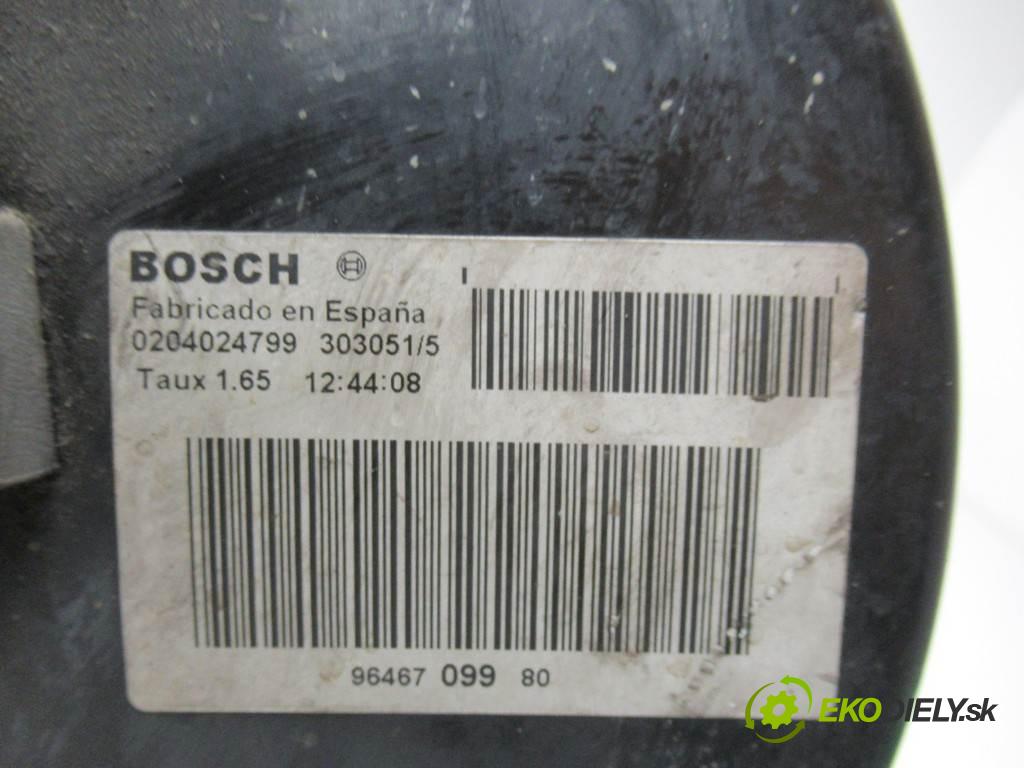 BOSCH
Fabricado en España
0204024799 303051/5
Taux 1.65 12:44:08
96467 099 80
EKODIELY.sk